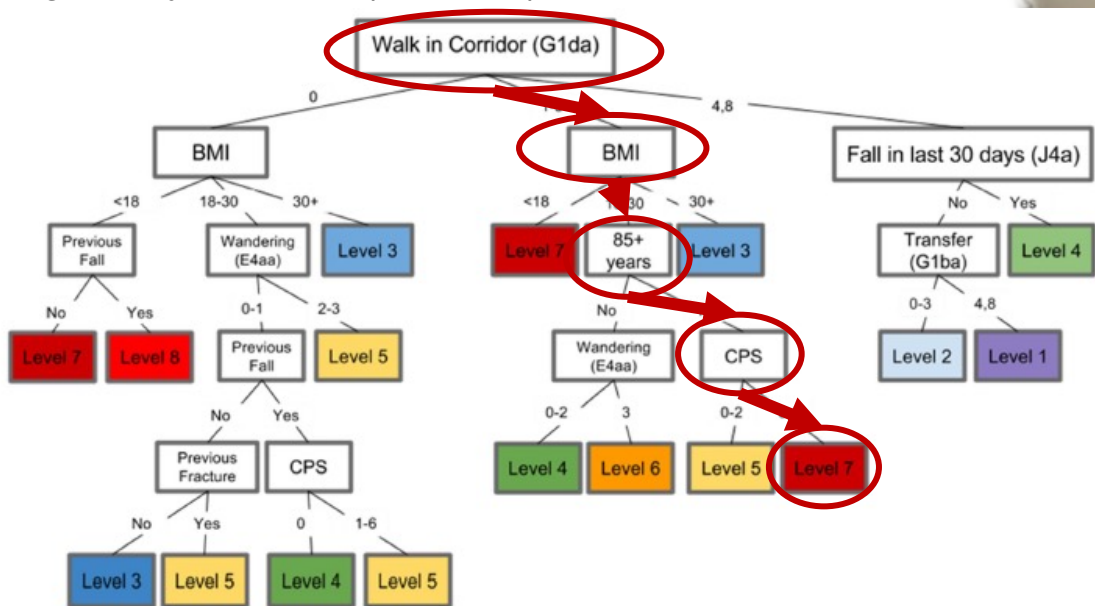 Walk in Corridor (G1da)
0
4,8
BMI
BMI
Fall in last 30 days (J4a)
<18
18-30
30+
<18
30
30+
No
Yes
Previous
Fall
Wandering
(E4aa)
Level 3
Level 7
85+
years
Level 3
Transfer
(G1ba)
Level 4
No
Yes
0-1
2-3
No
0-3
4,8
Level 7
Level 8
Previous
Fall
Level 5
Wandering
(E4aa)
CPS
Level 2
Level 1
No
Yes
0-2
3
0-2
Previous
Fracture
CPS
Level 4
Level 6
Level 5
Level 7
No
Yes
0
1-6
Level 3
Level 5
Level 4
Level 5